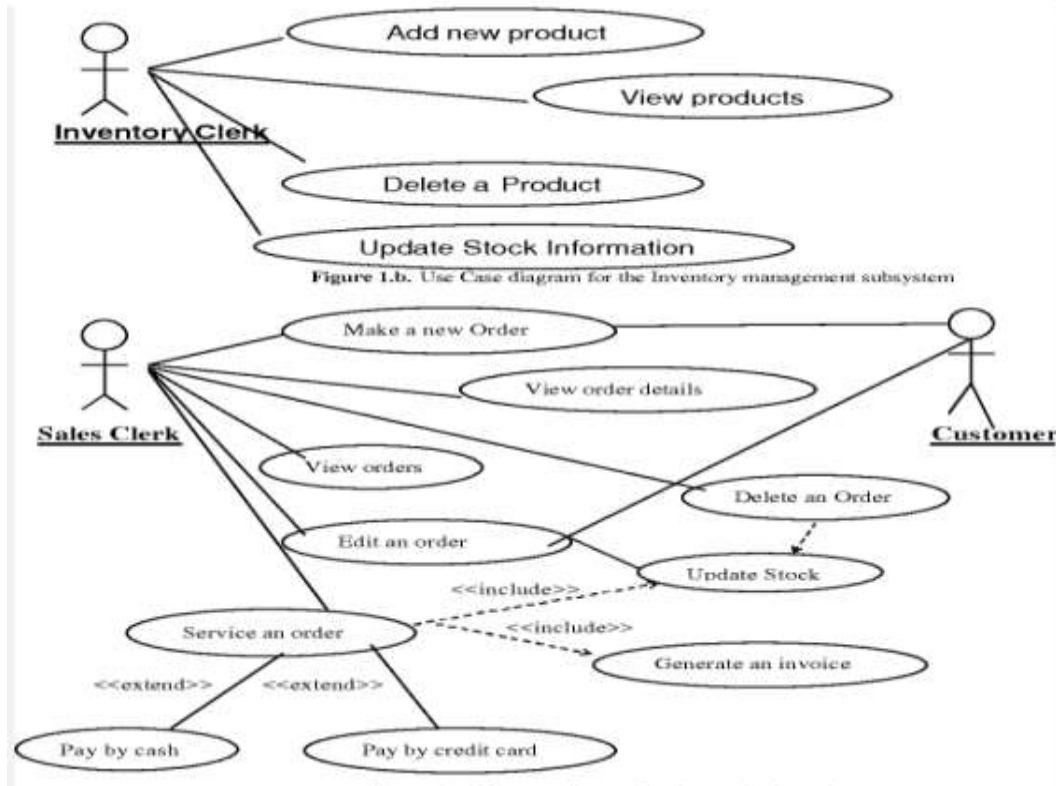 Add new product
View products
Inventory Clerk
Delete a Product
Update Stock Information
Figure 1.b. Use Case diagram for the Inventory management subsystem
Make a new Order
View order details
Sales Clerk
Customer
View orders
Delete an Order
Edit an order
Update Stock
<<include>>
<<include>>
Service an order
Generate an invoice
<<extend>>
<<extend>>
Pay by cash
Pay by credit card